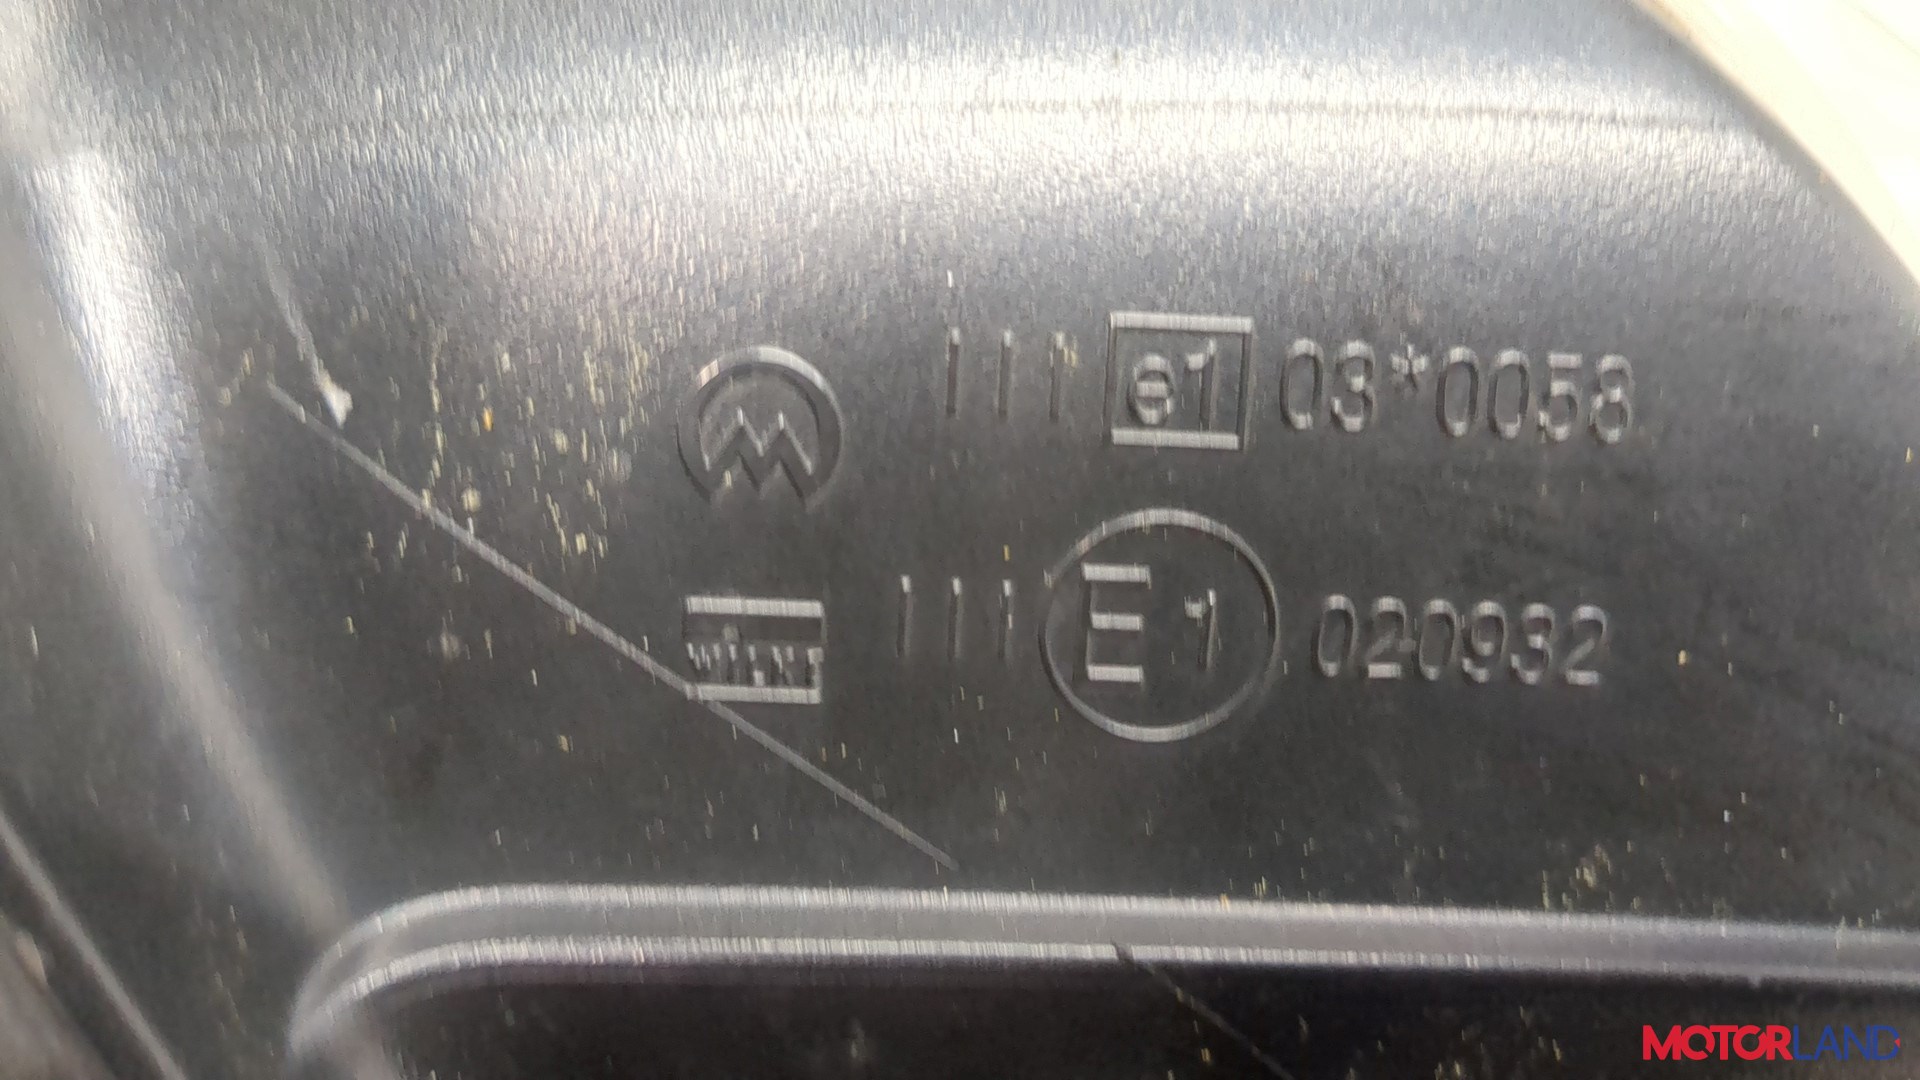 M III e1 03*0058
III E1 020932
MOTORLAND